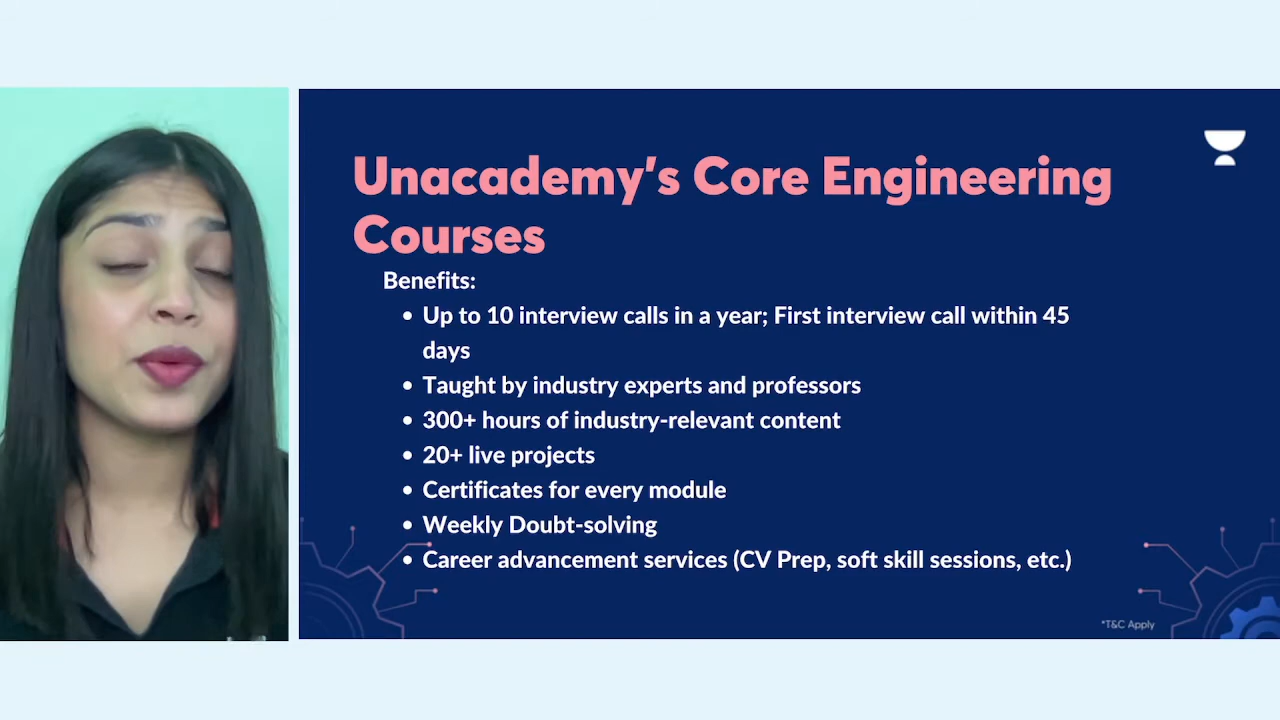 Unacademy's Core Engineering
Courses
Benefits:
• Up to 10 interview calls in a year; First interview call within 45
days
• Taught by industry experts and professors
• 300+ hours of industry-relevant content
• 20+ live projects
• Certificates for every module
• Weekly Doubt-solving
• Career advancement services (CV Prep, soft skill sessions, etc.)
*T&C Apply